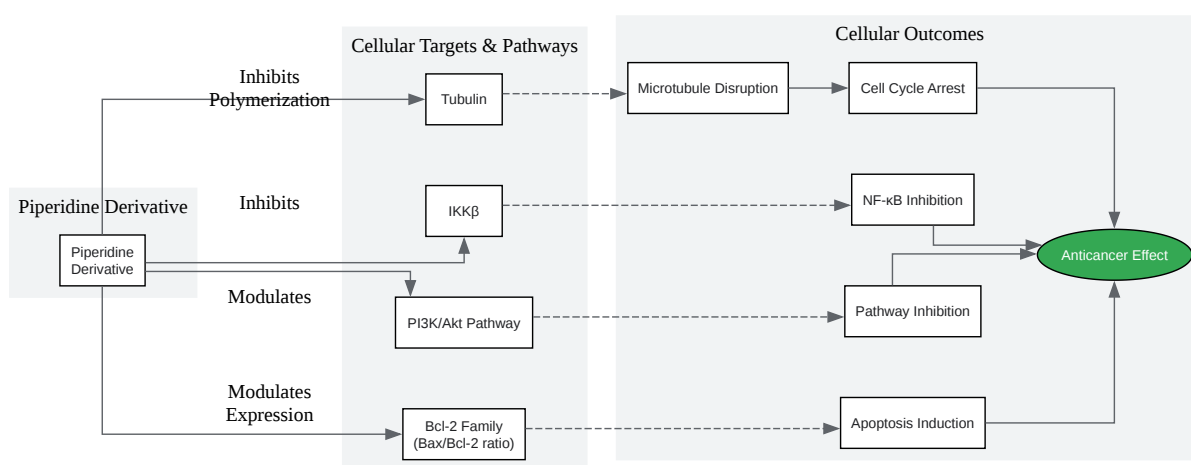 Cellular Outcomes
Cellular Targets & Pathways
Inhibits
Polymerization
Tubulin
Microtubule Disruption
Cell Cycle Arrest
Piperidine Derivative
Inhibits
IKKβ
NF-κB Inhibition
Piperidine
Derivative
Anticancer Effect
Modulates
PI3K/Akt Pathway
Pathway Inhibition
Modulates
Expression
Bcl-2 Family
(Bax/Bcl-2 ratio)
Apoptosis Induction